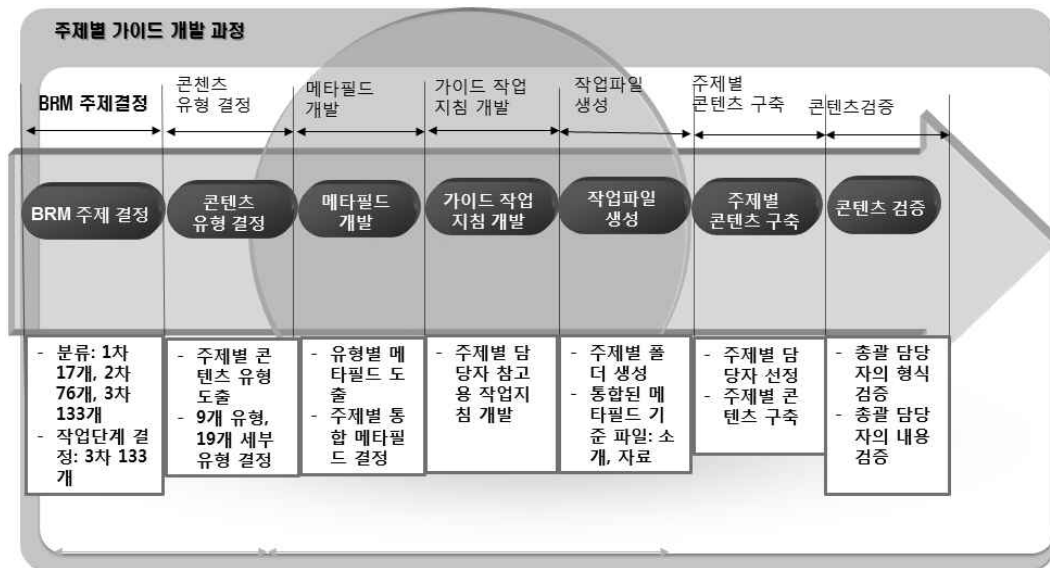 주제별 가이드 개발 과정
BRM 주제결정
콘첸츠
유형 결정
메타필드
개발
가이드 작업
지침 개발
작업파일
생성
주제별
콘텐츠 구축
콘텐츠검증
BRM 주제 결정
콘텐츠
유형 결정
메타필드
개발
가이드 작업
지침 개발
작업파일
생성
주제별
콘텐츠 구축
콘텐츠 검증
- 분류: 1차
17개, 2차
76개, 3차
133개
- 작업단계 결
정: 3차 133
개
- 주제별 콘
텐츠 유형
도출
- 9개 유형,
19개 세부
유형 결정
- 유형별 메
타필드 도
출
- 주제별 통
합 메타필
드 결정
- 주제별 담
당자 참고
용 작업지
침 개발
- 주제별 폴
더 생성
- 통합된 메
타필드 기
준 파일: 소
개, 자료
- 주제별 담
당자 선정
- 주제별 콘
텐츠 구축
- 총괄 담당
자의 형식
검증
- 총괄 담당
자의 내용
검증